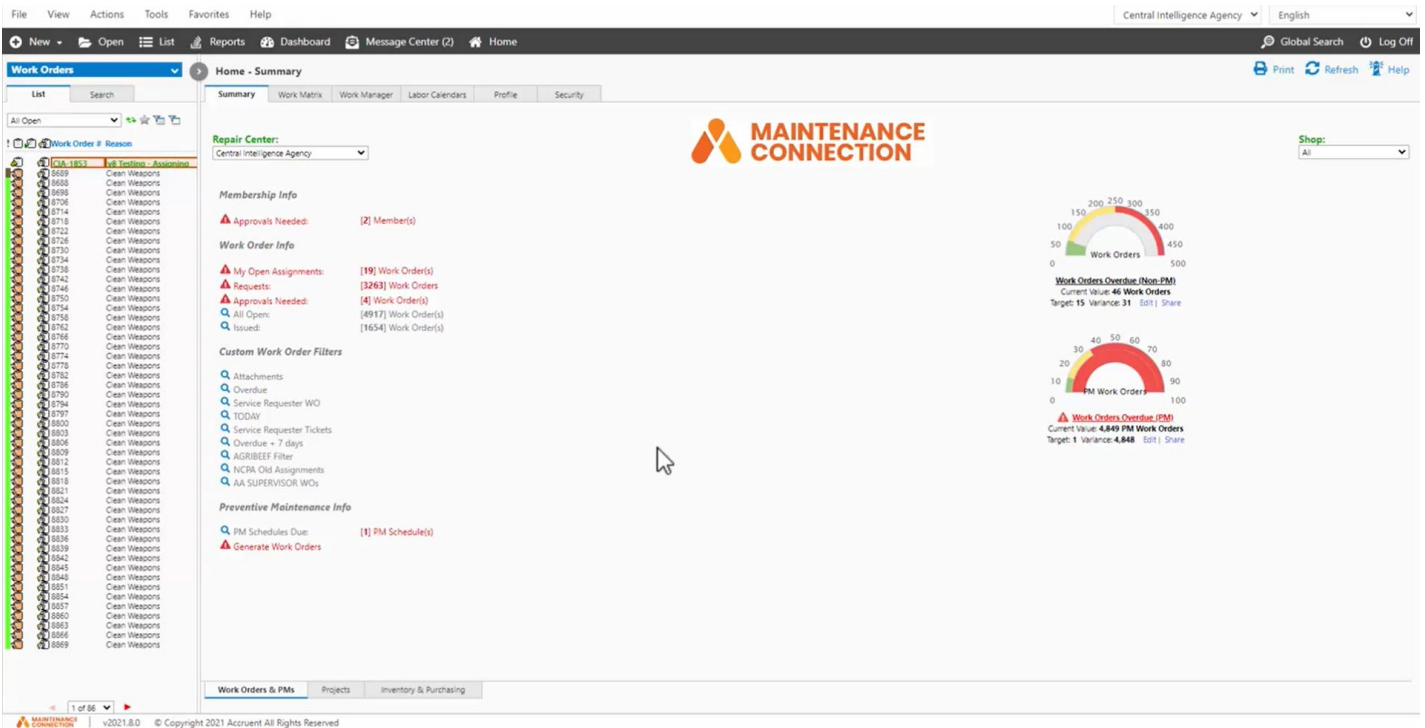 File View Actions Tools Favorites Help
Central Intelligence Agency English
New Open List Reports Dashboard Message Center (2) Home
Global Search Log Off
Work Orders
List Search
All Open
! Work Order # Reason
CIA-1853 v8 Testing - Assigning
8689 Clean Weapons
8688 Clean Weapons
8698 Clean Weapons
8706 Clean Weapons
8714 Clean Weapons
8718 Clean Weapons
8722 Clean Weapons
8726 Clean Weapons
8730 Clean Weapons
8734 Clean Weapons
8738 Clean Weapons
8742 Clean Weapons
8746 Clean Weapons
8750 Clean Weapons
8754 Clean Weapons
8758 Clean Weapons
8762 Clean Weapons
8766 Clean Weapons
8770 Clean Weapons
8774 Clean Weapons
8778 Clean Weapons
8782 Clean Weapons
8786 Clean Weapons
8790 Clean Weapons
8794 Clean Weapons
8797 Clean Weapons
8800 Clean Weapons
8803 Clean Weapons
8806 Clean Weapons
8809 Clean Weapons
8812 Clean Weapons
8815 Clean Weapons
8818 Clean Weapons
8821 Clean Weapons
8824 Clean Weapons
8827 Clean Weapons
8830 Clean Weapons
8833 Clean Weapons
8836 Clean Weapons
8839 Clean Weapons
8842 Clean Weapons
8845 Clean Weapons
8848 Clean Weapons
8851 Clean Weapons
8854 Clean Weapons
8857 Clean Weapons
8860 Clean Weapons
8863 Clean Weapons
8866 Clean Weapons
8869 Clean Weapons
1 of 86
Home - Summary
Print Refresh Help
Summary Work Matrix Work Manager Labor Calendars Profile Security
Repair Center:
Central Intelligence Agency
MAINTENANCE
CONNECTION
Shop:
All
Membership Info
Approvals Needed: [2] Member(s)
Work Order Info
My Open Assignments: [19] Work Order(s)
Requests: [3263] Work Orders
Approvals Needed: [4] Work Order(s)
All Open: [4917] Work Order(s)
Issued: [1654] Work Order(s)
Custom Work Order Filters
Attachments
Overdue
Service Requester WO
TODAY
Service Requester Tickets
Overdue + 7 days
AGRIBEEF Filter
NCPA Old Assignments
AA SUPERVISOR WOs
Preventive Maintenance Info
PM Schedules Due: [1] PM Schedule(s)
Generate Work Orders
0 50 100 150 200 250 300 350 400 450 500
Work Orders
Work Orders Overdue (Non-PM)
Current Value: 46 Work Orders
Target: 15 Variance: 31 Edit | Share
0 10 20 30 40 50 60 70 80 90 100
PM Work Orders
Work Orders Overdue (PM)
Current Value: 4,849 PM Work Orders
Target: 1 Variance: 4,848 Edit | Share
Work Orders & PMs Projects Inventory & Purchasing
MAINTENANCE
CONNECTION
v2021.8.0 © Copyright 2021 Accruent All Rights Reserved